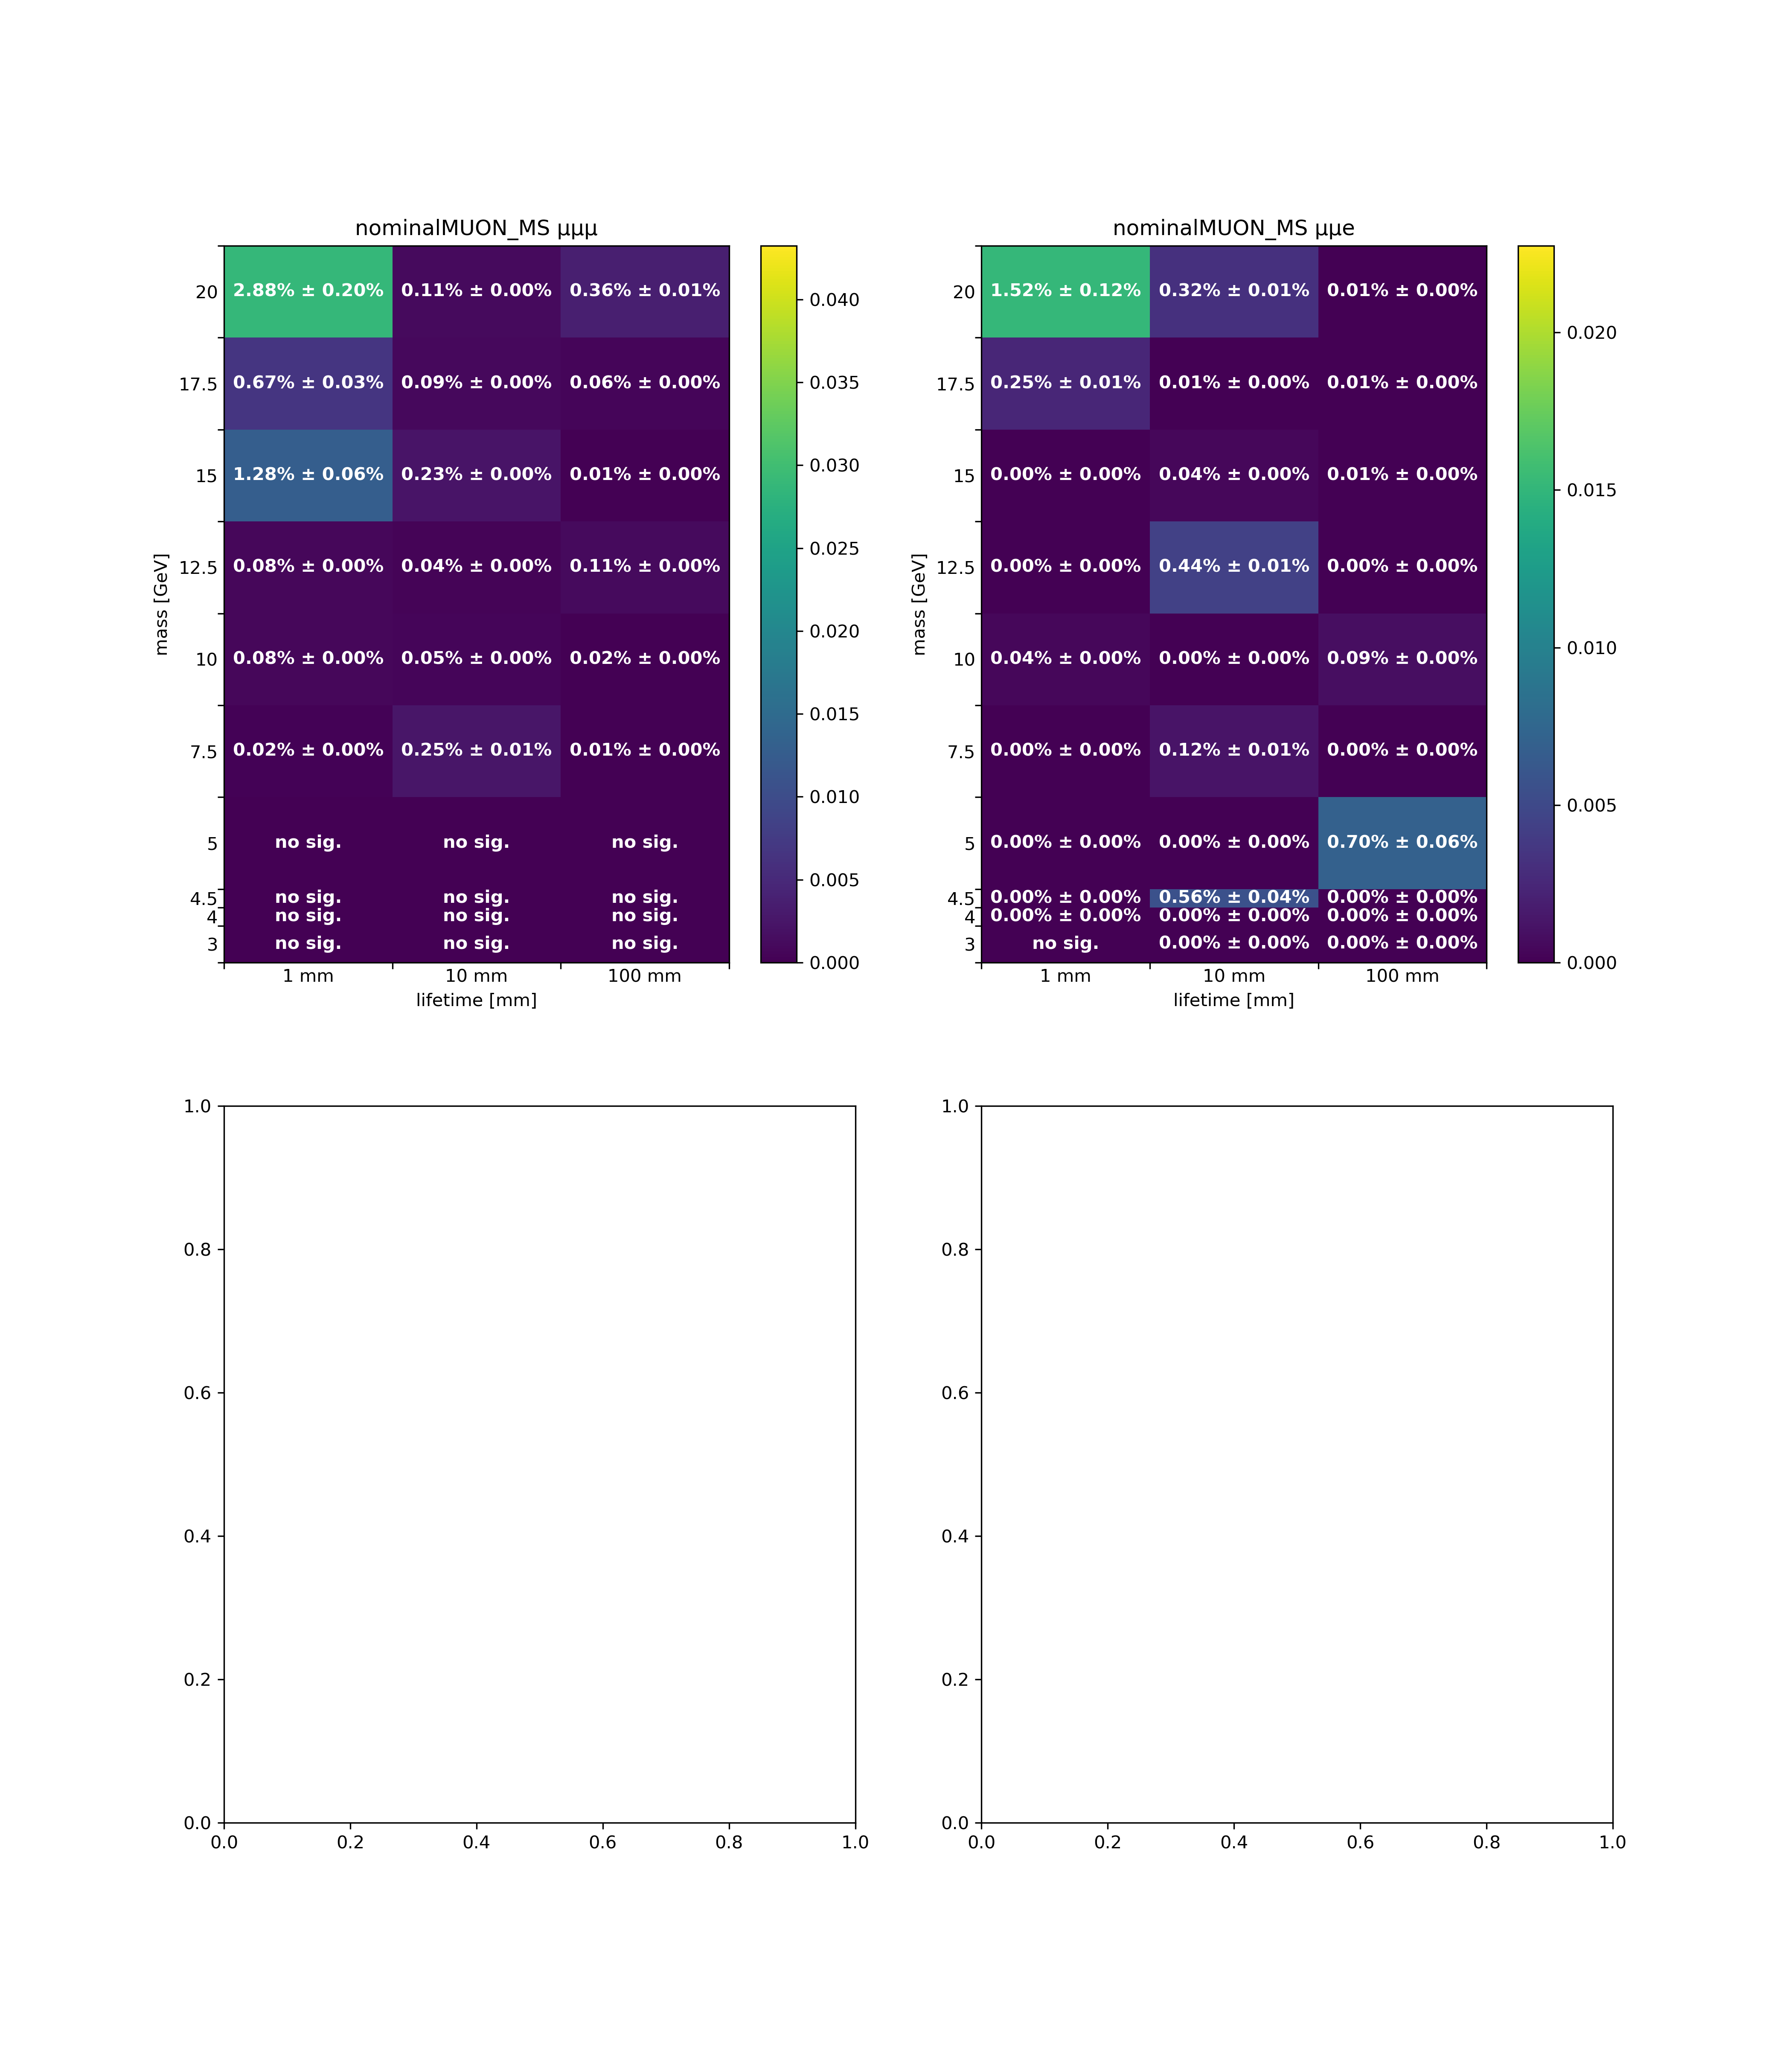 nominalMUON_MS μμμ
20
2.88% ± 0.20% 0.11% ± 0.00% 0.36% ± 0.01%
17.5
0.67% ± 0.03% 0.09% ± 0.00% 0.06% ± 0.00%
15
1.28% ± 0.06% 0.23% ± 0.00% 0.01% ± 0.00%
12.5
0.08% ± 0.00% 0.04% ± 0.00% 0.11% ± 0.00%
10
0.08% ± 0.00% 0.05% ± 0.00% 0.02% ± 0.00%
7.5
0.02% ± 0.00% 0.25% ± 0.01% 0.01% ± 0.00%
5
no sig. no sig. no sig.
4.5
no sig. no sig. no sig.
4
no sig. no sig. no sig.
3
no sig. no sig. no sig.
mass [GeV]
1 mm 10 mm 100 mm
lifetime [mm]
0.040
0.035
0.030
0.025
0.020
0.015
0.010
0.005
0.000
nominalMUON_MS μμe
20
1.52% ± 0.12% 0.32% ± 0.01% 0.01% ± 0.00%
17.5
0.25% ± 0.01% 0.01% ± 0.00% 0.01% ± 0.00%
15
0.00% ± 0.00% 0.04% ± 0.00% 0.01% ± 0.00%
12.5
0.00% ± 0.00% 0.44% ± 0.01% 0.00% ± 0.00%
10
0.04% ± 0.00% 0.00% ± 0.00% 0.09% ± 0.00%
7.5
0.00% ± 0.00% 0.12% ± 0.01% 0.00% ± 0.00%
5
0.00% ± 0.00% 0.00% ± 0.00% 0.70% ± 0.06%
4.5
0.00% ± 0.00% 0.56% ± 0.04% 0.00% ± 0.00%
4
0.00% ± 0.00% 0.00% ± 0.00% 0.00% ± 0.00%
3
no sig. 0.00% ± 0.00% 0.00% ± 0.00%
mass [GeV]
1 mm 10 mm 100 mm
lifetime [mm]
0.020
0.015
0.010
0.005
0.000
1.0
0.8
0.6
0.4
0.2
0.0
0.0 0.2 0.4 0.6 0.8 1.0
1.0
0.8
0.6
0.4
0.2
0.0
0.0 0.2 0.4 0.6 0.8 1.0